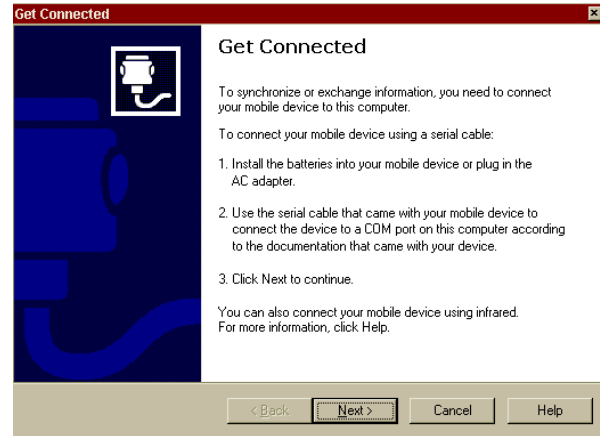 Get Connected
Get Connected
To synchronize or exchange information, you need to connect
your mobile device to this computer.
To connect your mobile device using a serial cable:
1. Install the batteries into your mobile device or plug in the
AC adapter.
2. Use the serial cable that came with your mobile device to
connect the device to a COM port on this computer according
to the documentation that came with your device.
3. Click Next to continue.
You can also connect your mobile device using infrared.
For more information, click Help.
< Back Next > Cancel Help